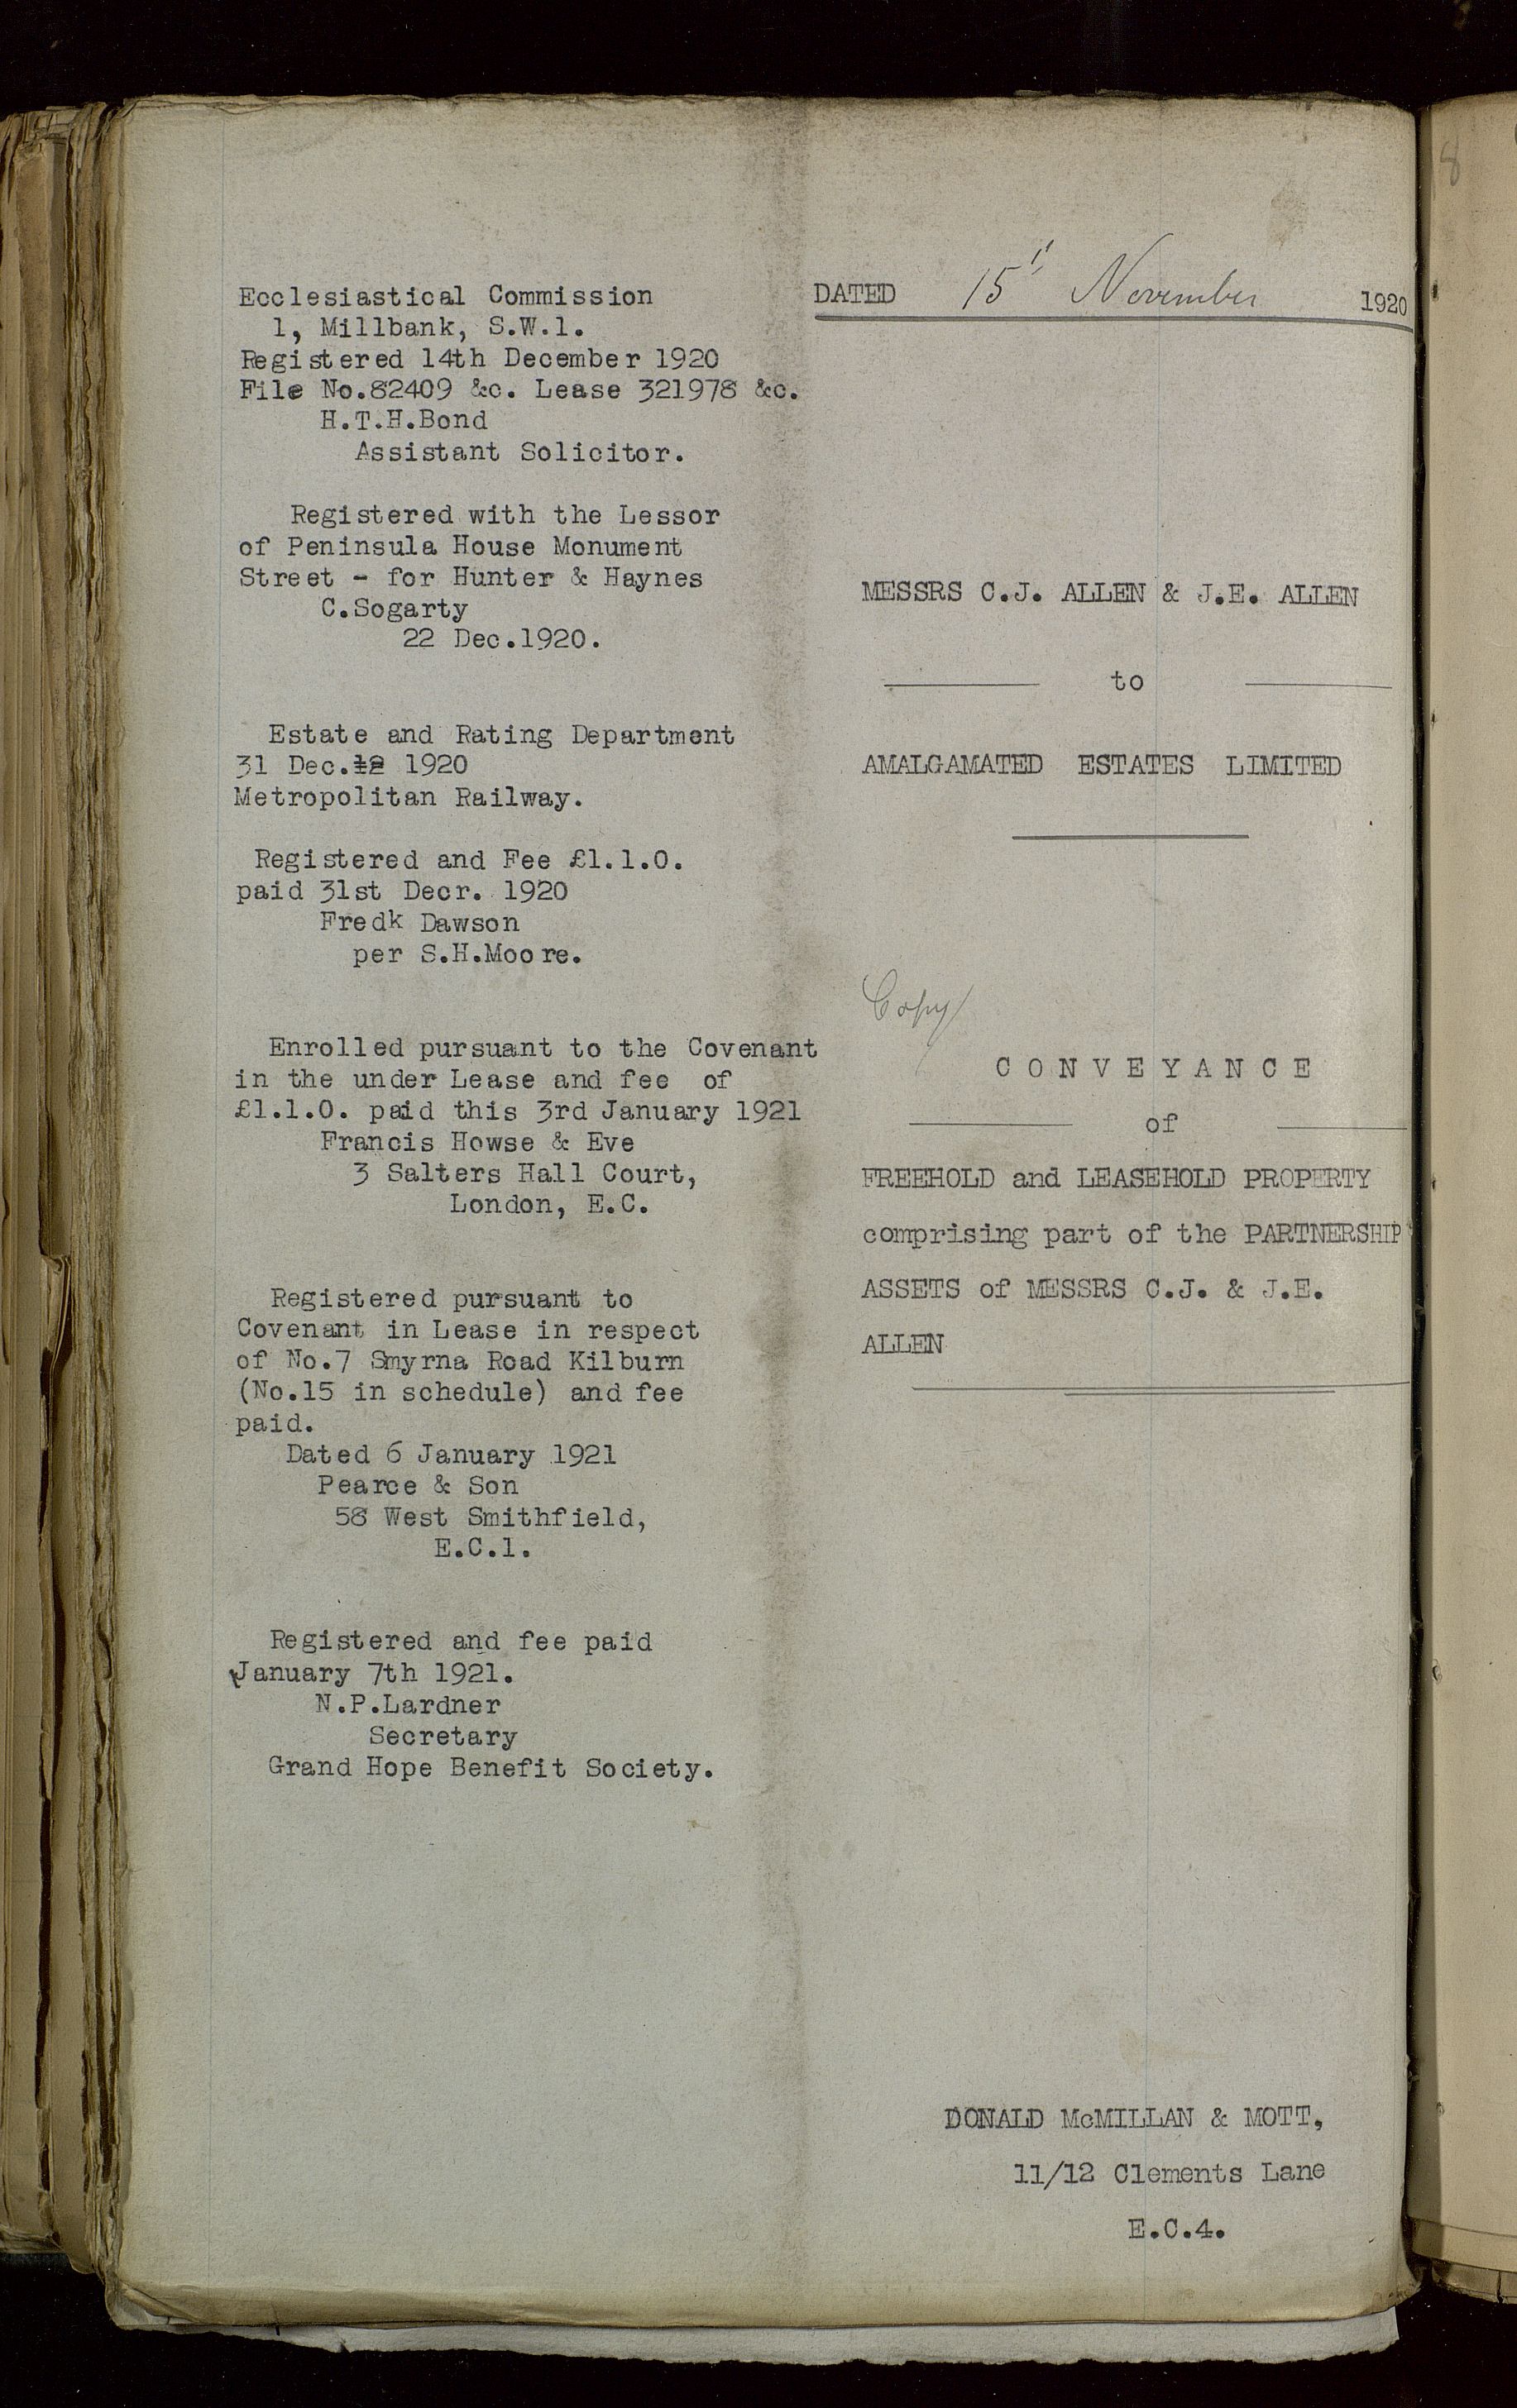 Ecclesiastical Commission
1, Millbank, S.W.1.
Registered 14th December 1920
File No.82409 &c. Lease 321978 &c.
H.T.H.Bond
Assistant Solicitor.
Registered with the Lessor
of Peninsula House Monument
Street - for Hunter & Haynes
C.Sogarty
22 Dec.1920.
Estate and Rating Department
31 Dec.12 1920
Metropolitan Railway.
Registered and Fee £1.1.0.
paid 31st Decr. 1920
Fredk Dawson
per S.H.Moore.
Enrolled pursuant to the Covenant
in the under Lease and fee of
£1.1.0. paid this 3rd January 1921
Francis Howse & Eve
3 Salters Hall Court,
London, E.C.
Registered pursuant to
Covenant in Lease in respect
of No.7 Smyrna Road Kilburn
(No.15 in schedule) and fee
paid.
Dated 6 January 1921
Pearce & Son
58 West Smithfield,
E.C.1.
Registered and fee paid
January 7th 1921.
N.P.Lardner
Secretary
Grand Hope Benefit Society.
DATED 15" November 1920
MESSRS C.J. ALLEN & J.E. ALLEN
to
AMALGAMATED ESTATES LIMITED
Copy
CONVEYANCE
of
FREEHOLD and LEASEHOLD PROPERTY
comprising part of the PARTNERSHIP
ASSETS of MESSRS C.J. & J.E.
ALLEN
DONALD McMILLAN & MOTT,
11/12 Clements Lane
E.C.4.
8